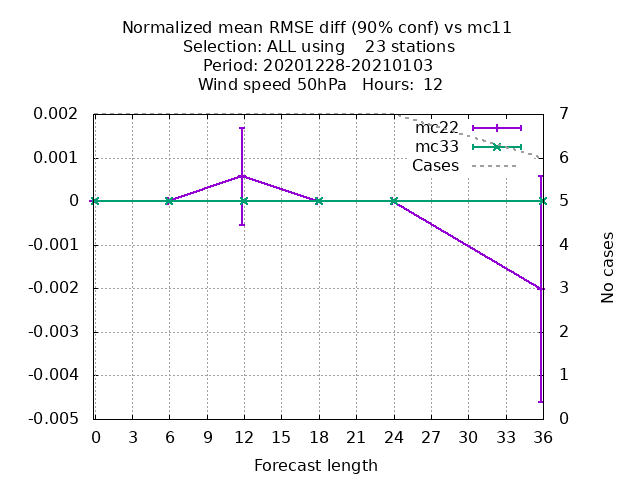 Normalized mean RMSE diff (90% conf) vs mc11
Selection: ALL using    23 stations
Period: 20201228-20210103
Wind speed 50hPa   Hours:  12
0.002
0.001
0
-0.001
-0.002
-0.003
-0.004
-0.005
7
6
5
4
3
2
1
0
mc22
mc33
Cases
No cases
0 3 6 9 12 15 18 21 24 27 30 33 36
Forecast length